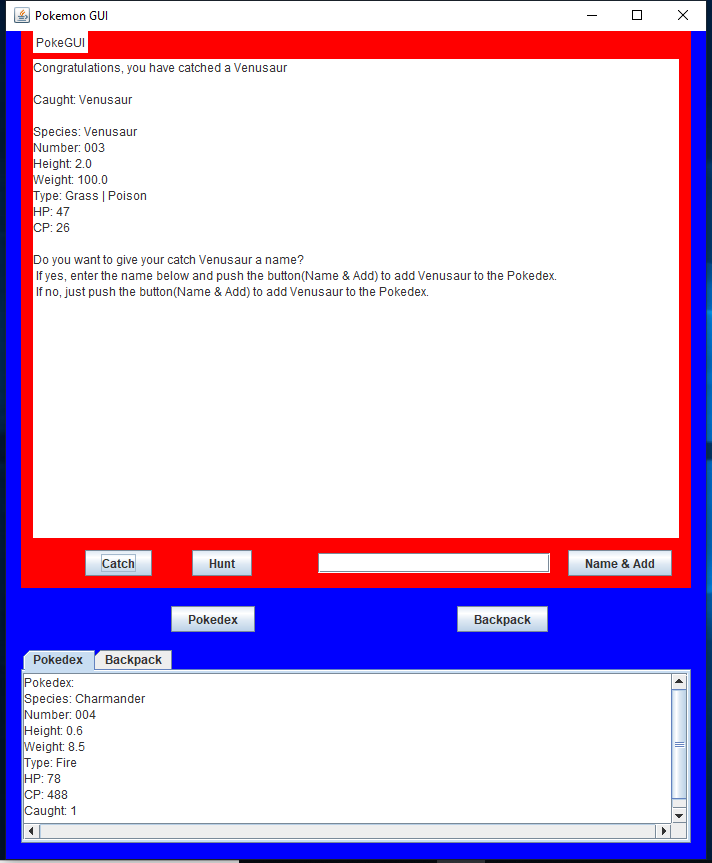 Pokemon GUI
PokeGUI
Congratulations, you have catched a Venusaur
Caught: Venusaur
Species: Venusaur
Number: 003
Height: 2.0
Weight: 100.0
Type: Grass | Poison
HP: 47
CP: 26
Do you want to give your catch Venusaur a name?
If yes, enter the name below and push the button(Name & Add) to add Venusaur to the Pokedex.
If no, just push the button(Name & Add) to add Venusaur to the Pokedex.
Catch Hunt Name & Add
Pokedex Backpack
Pokedex Backpack
Pokedex:
Species: Charmander
Number: 004
Height: 0.6
Weight: 8.5
Type: Fire
HP: 78
CP: 488
Caught: 1